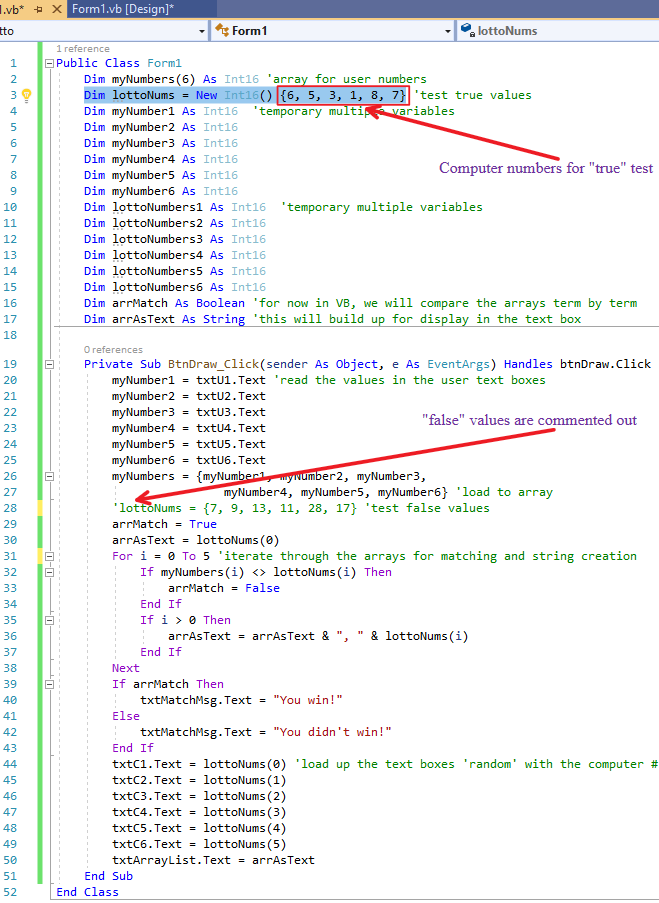 1.vb*
Form1.vb [Design]*
tto
Form1
lottoNums
1 reference
1 Public Class Form1
2 Dim myNumbers(6) As Int16 'array for user numbers
3 Dim lottoNums = New Int16() {6, 5, 3, 1, 8, 7} 'test true values
4 Dim myNumber1 As Int16 'temporary multiple variables
5 Dim myNumber2 As Int16
6 Dim myNumber3 As Int16
Computer numbers for "true" test
7 Dim myNumber4 As Int16
8 Dim myNumber5 As Int16
9 Dim myNumber6 As Int16
10 Dim lottoNumbers1 As Int16 'temporary multiple variables
11 Dim lottoNumbers2 As Int16
12 Dim lottoNumbers3 As Int16
13 Dim lottoNumbers4 As Int16
14 Dim lottoNumbers5 As Int16
15 Dim lottoNumbers6 As Int16
16 Dim arrMatch As Boolean 'for now in VB, we will compare the arrays term by term
17 Dim arrAsText As String 'this will build up for display in the text box
18
0 references
19 Private Sub BtnDraw_Click(sender As Object, e As EventArgs) Handles btnDraw.Click
20 myNumber1 = txtU1.Text 'read the values in the user text boxes
21 myNumber2 = txtU2.Text
22 myNumber3 = txtU3.Text
"false" values are commented out
23 myNumber4 = txtU4.Text
24 myNumber5 = txtU5.Text
25 myNumber6 = txtU6.Text
26 myNumbers = {myNumber1, myNumber2, myNumber3,
27 myNumber4, myNumber5, myNumber6} 'load to array
28 'lottoNums = {7, 9, 13, 11, 28, 17} 'test false values
29 arrMatch = True
30 arrAsText = lottoNums(0)
31 For i = 0 To 5 'iterate through the arrays for matching and string creation
32 If myNumbers(i) <> lottoNums(i) Then
33 arrMatch = False
34 End If
35 If i > 0 Then
36 arrAsText = arrAsText & ", " & lottoNums(i)
37 End If
38 Next
39 If arrMatch Then
40 txtMatchMsg.Text = "You win!"
41 Else
42 txtMatchMsg.Text = "You didn't win!"
43 End If
44 txtC1.Text = lottoNums(0) 'load up the text boxes 'random' with the computer #
45 txtC2.Text = lottoNums(1)
46 txtC3.Text = lottoNums(2)
47 txtC4.Text = lottoNums(3)
48 txtC5.Text = lottoNums(4)
49 txtC6.Text = lottoNums(5)
50 txtArrayList.Text = arrAsText
51 End Sub
52 End Class